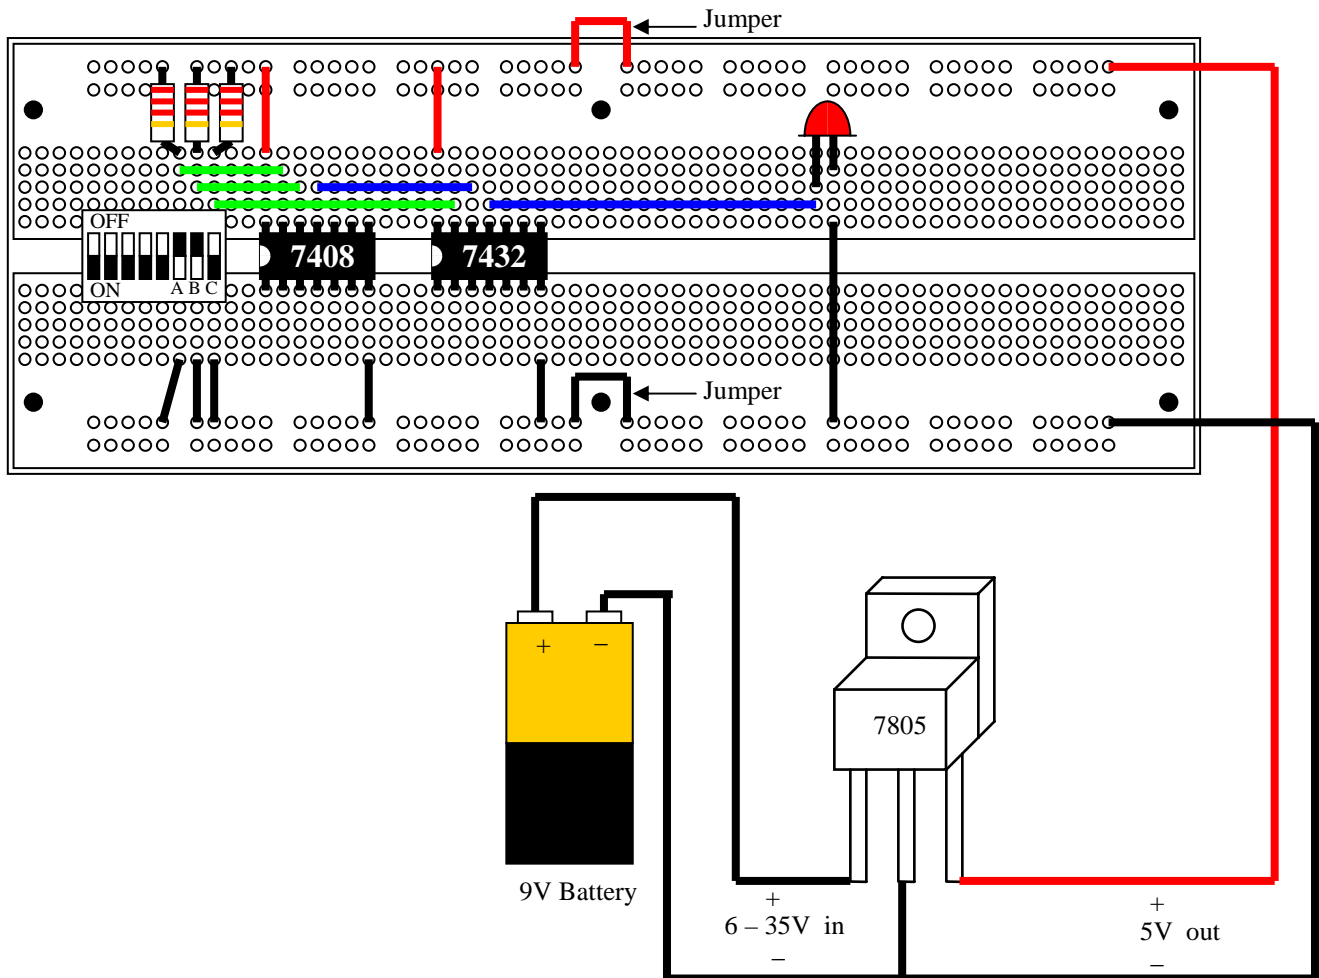 Jumper
OFF
7408
7432
ON
A B C
Jumper
+ −
7805
9V Battery
+
6 – 35V in
−
+
5V out
−